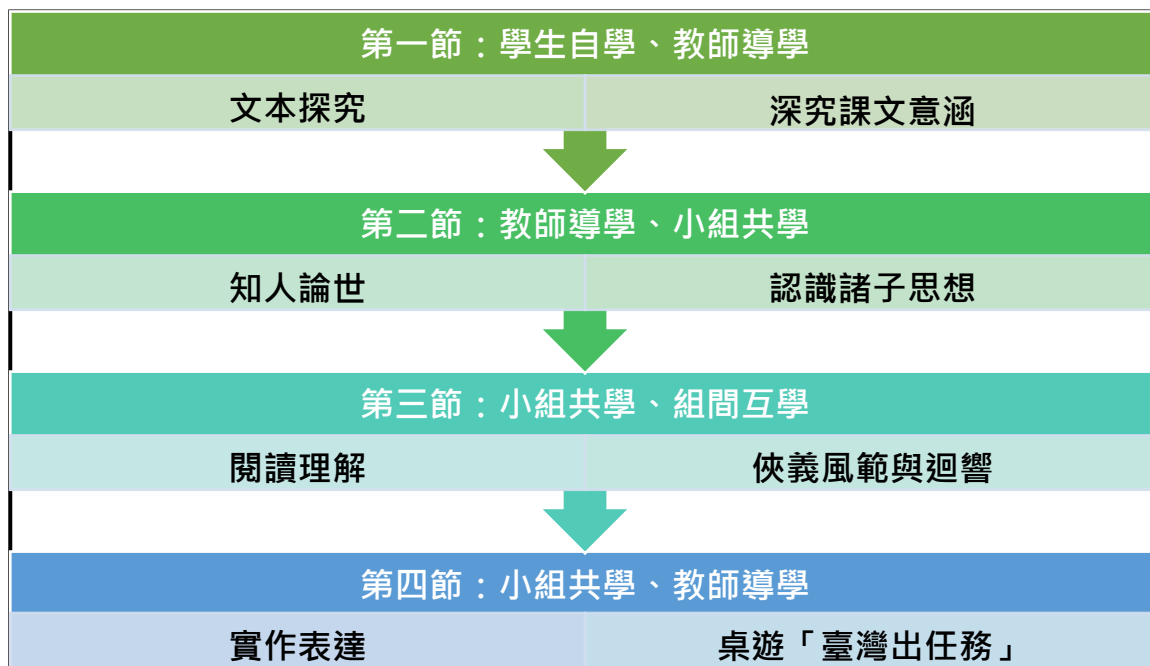 第一節：學生自學、教師導學
文本探究
深究課文意涵
第二節：教師導學、小組共學
知人論世
認識諸子思想
第三節：小組共學、組間互學
閱讀理解
俠義風範與迴響
第四節：小組共學、教師導學
實作表達
桌遊「臺灣出任務」